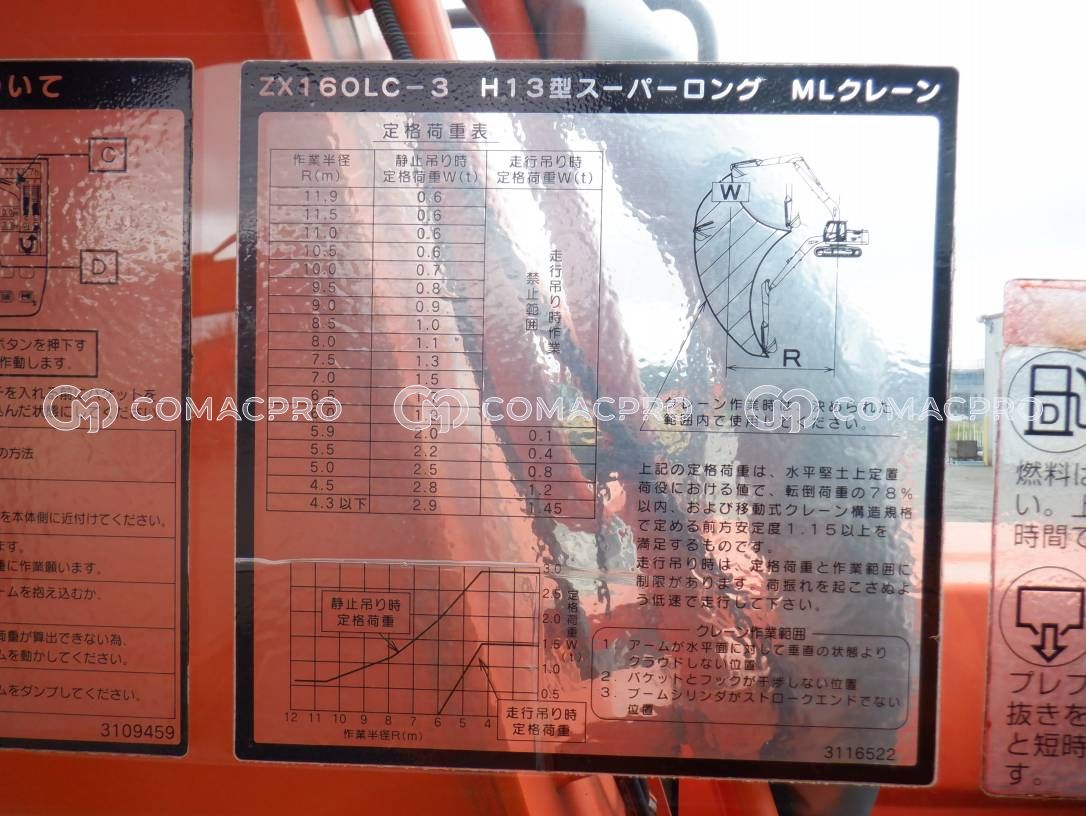 ついて
C
D
ボタンを押下す
作動します。
の方法
を本体側に近付けてください。
ます。
に作業願います。
ームを抱え込むか、
荷重が算出できない為、
ムを動かしてください。
ムをダンプしてください。
3109459
ZX160LC-3 H13型スーパーロング MLクレーン
定格荷重表
作業半径 R(m) 静止吊り時 定格荷重W(t) 走行吊り時 定格荷重W(t)
11.9 0.6
11.5 0.6
11.0 0.6
10.5 0.6
10.0 0.7
9.5 0.8
9.0 0.9
8.5 1.0
8.0 1.1
7.5 1.3
7.0 1.5
5.9 2.0 0.1
5.5 2.2 0.4
5.0 2.5 0.8
4.5 2.8 1.2
4.3以下 2.9 1.45
走行吊り時作業
禁止範囲
W
R
クレーン作業時は、決められた
範囲内で使用してください。
上記の定格荷重は、水平堅土上定置
荷役における値で、転倒荷重の78%
以内、および移動式クレーン構造規格
で定める前方安定度1.15以上を
満足するものです。
走行吊り時は、定格荷重と作業範囲に
制限があります。荷振れを起こさぬよ
う低速で走行して下さい。
クレーン作業範囲
1. アームが水平面に対して垂直の状態より
クラウドしない位置
2. バケットとフックが干渉しない位置
3. ブームシリンダがストロークエンドでない
位置
静止吊り時
定格荷重
3.0
2.5
2.0
1.5
1.0
0.5
定格荷重W(t)
12 11 10 9 8 7 6 5 4
作業半径R(m)
走行吊り時
定格荷重
3116522
COMACPRO COMACPRO COMACPRO
D
燃料は
い。上
時間で
プレフ
抜きを
と短時
す。